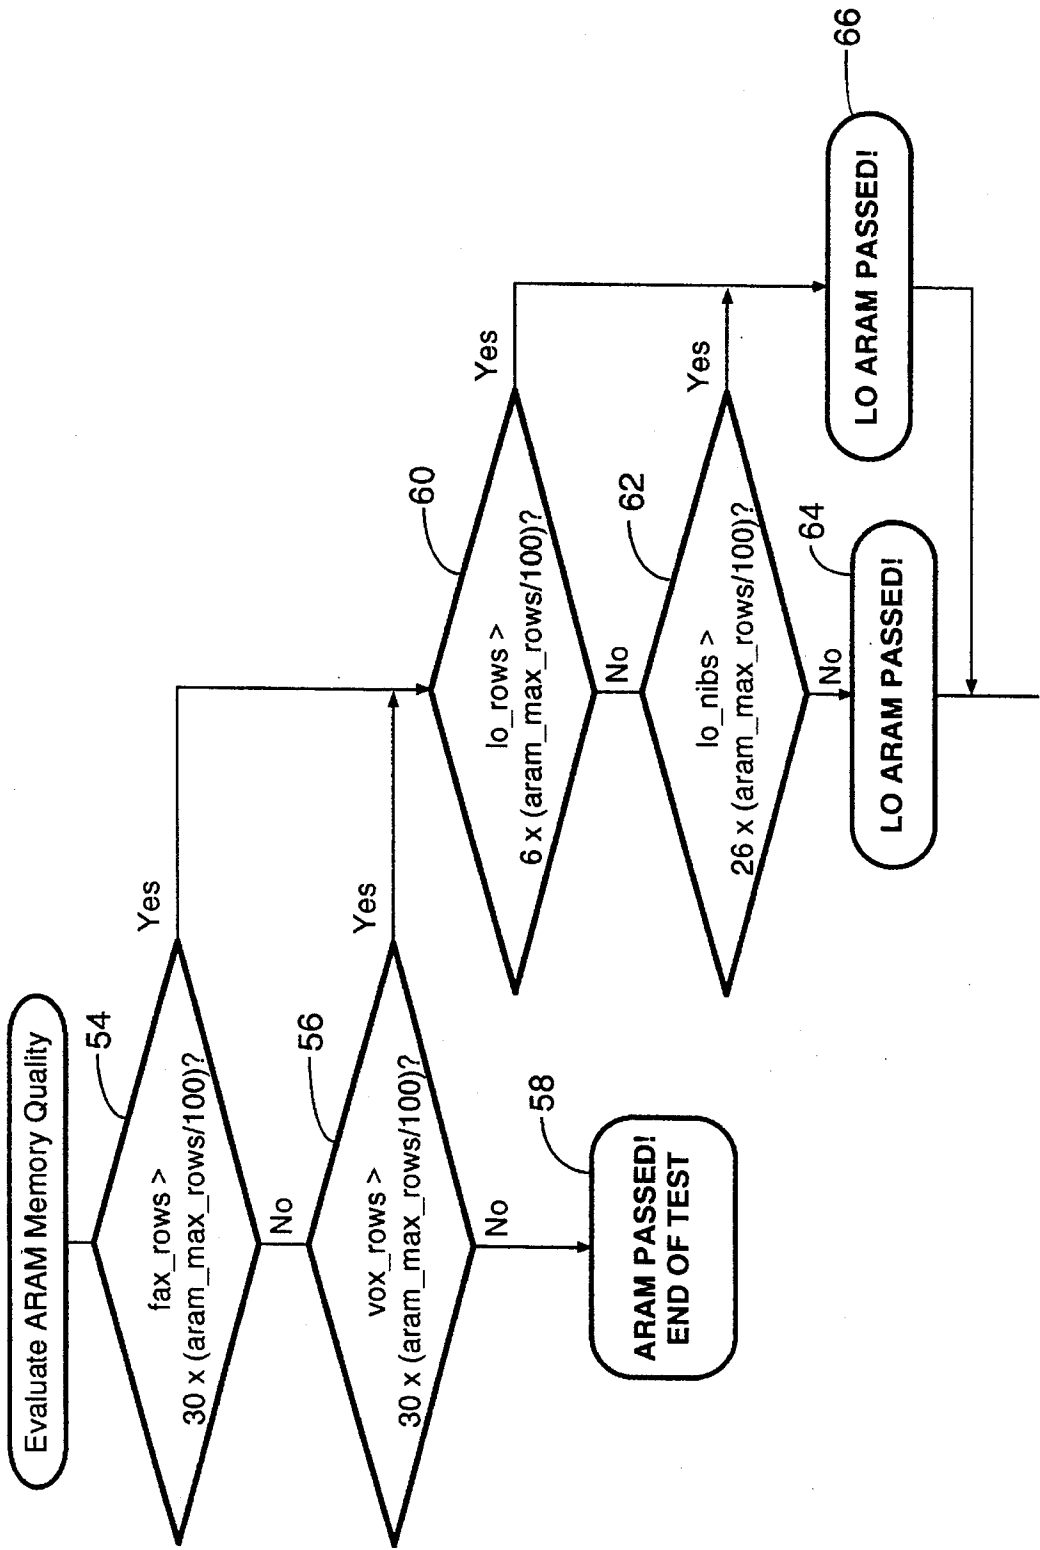 Evaluate ARAM Memory Quality
54
fax_rows >
30 x (aram_max_rows/100)?
Yes
No
56
vox_rows >
30 x (aram_max_rows/100)?
Yes
No
58
ARAM PASSED!
END OF TEST
60
lo_rows >
6 x (aram_max_rows/100)?
Yes
No
62
lo_nibs >
26 x (aram_max_rows/100)?
Yes
No
64
LO ARAM PASSED!
66
LO ARAM PASSED!